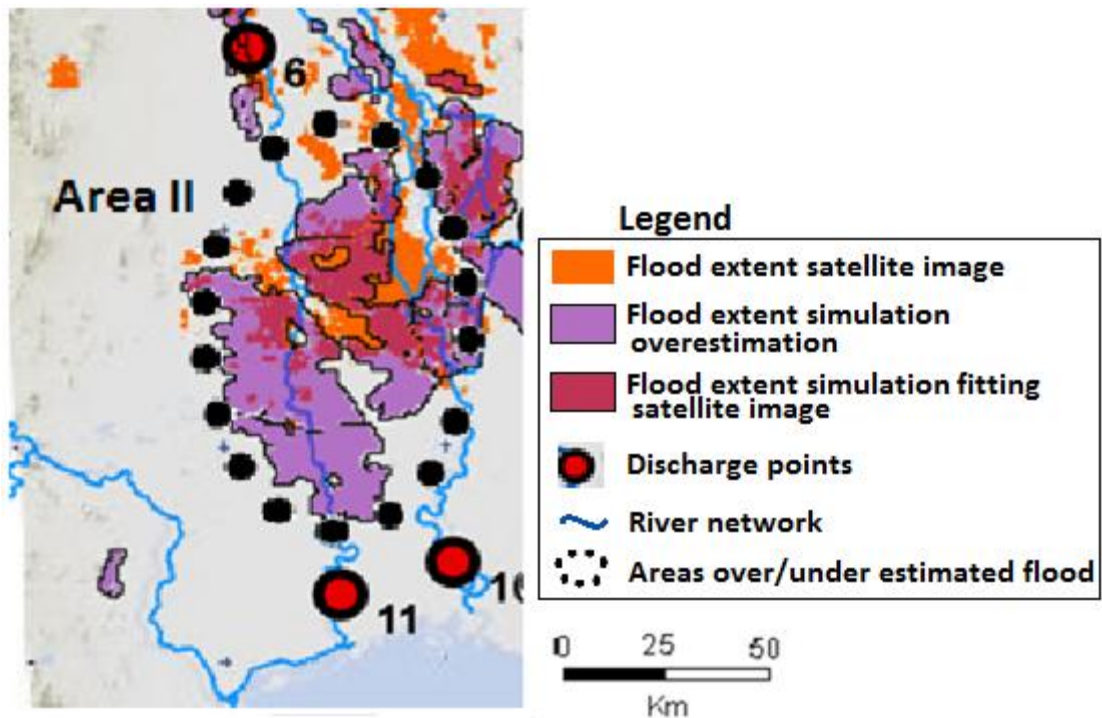 6
Area II
11
Legend
Flood extent satellite image
Flood extent simulation
overestimation
Flood extent simulation fitting
satellite image
Discharge points
River network
Areas over/under estimated flood
0 25 50
Km